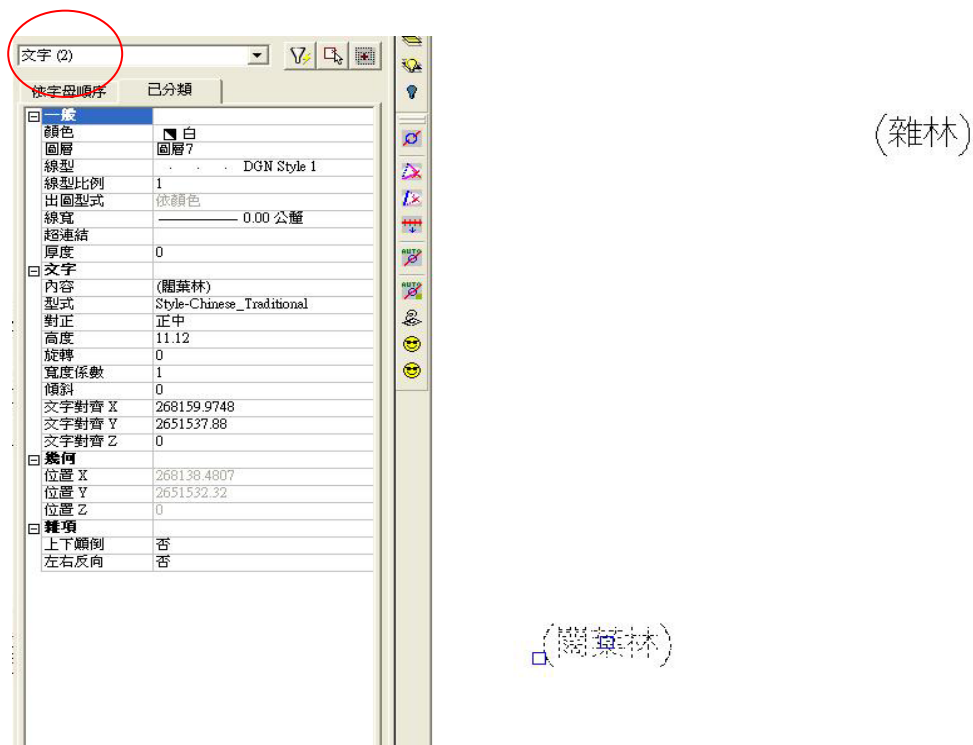 文字 (2)
依字母順序 已分類
一般
顏色 白
圖層 圖層7
線型 DGN Style 1
線型比例 1
出圖型式 依顏色
線寬 0.00 公釐
超連結
厚度 0
文字
內容 (闊葉林)
型式 Style-Chinese_Traditional
對正 正中
高度 11.12
旋轉 0
寬度係數 1
傾斜 0
文字對齊 X 268159.9748
文字對齊 Y 2651537.88
文字對齊 Z 0
幾何
位置 X 268138.4807
位置 Y 2651532.32
位置 Z 0
雜項
上下顛倒 否
左右反向 否
AUTO
AUTO
(雜林)
(闊葉林)